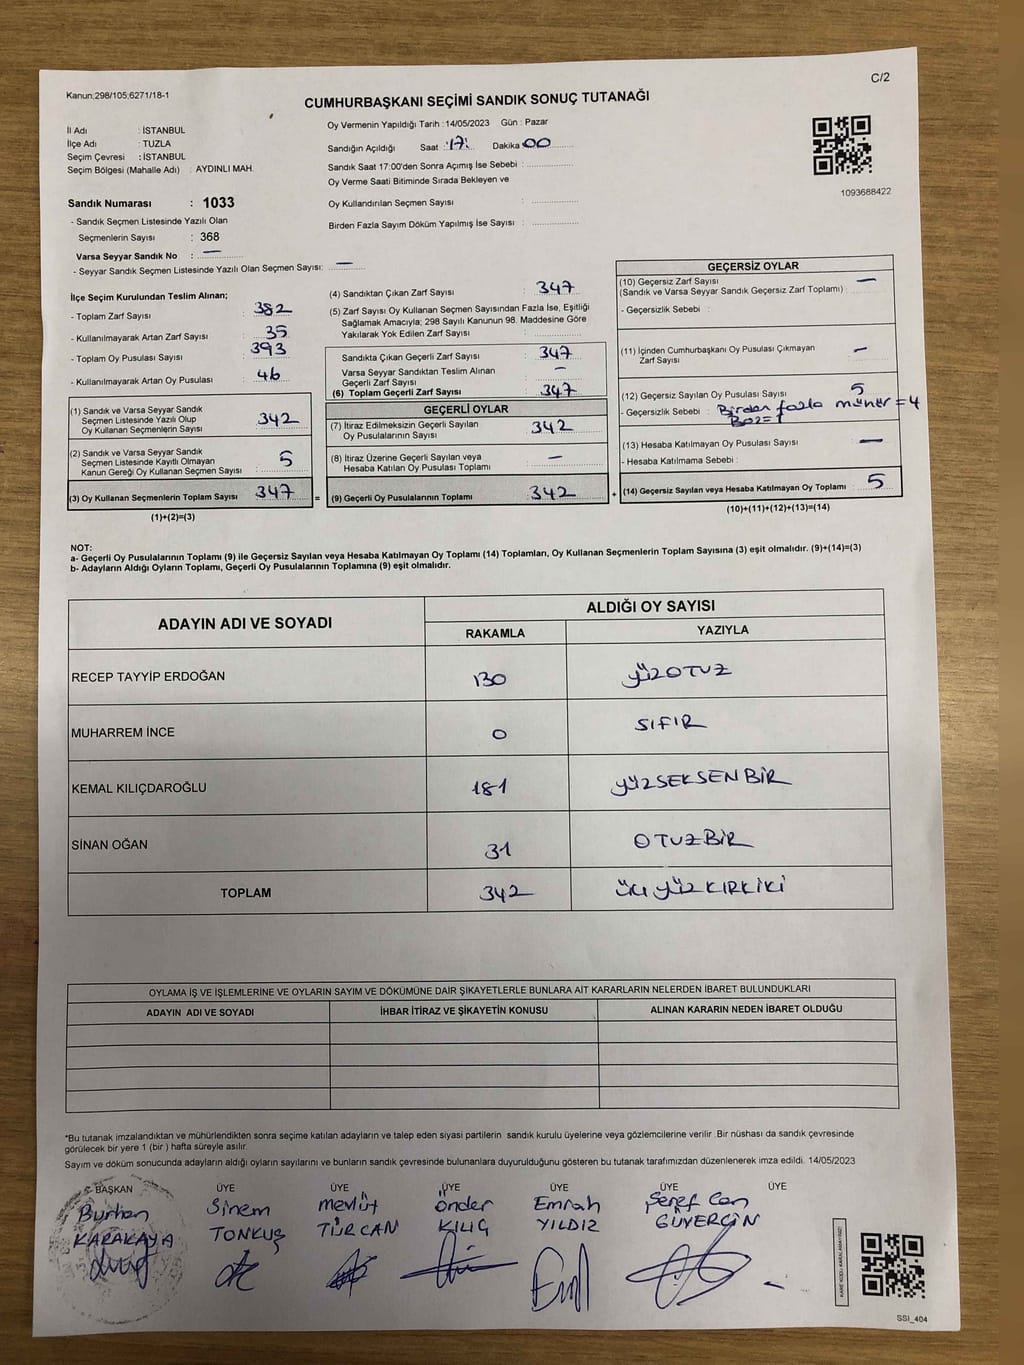 C/2
Kanun;298/105;6271/18-1
CUMHURBAŞKANI SEÇİMİ SANDIK SONUÇ TUTANAĞI
İl Adı : İSTANBUL
İlçe Adı : TUZLA
Seçim Çevresi : İSTANBUL
Seçim Bölgesi (Mahalle Adı) : AYDINLI MAH.
Oy Vermenin Yapıldığı Tarih :14/05/2023 Gün : Pazar
Sandığın Açıldığı Saat :17: Dakika:00
Sandık Saat 17:00'den Sonra Açımış İse Sebebi :
Oy Verme Saati Bitiminde Sırada Bekleyen ve
Oy Kullandırılan Seçmen Sayısı :
Birden Fazla Sayım Döküm Yapılmış İse Sayısı :
1093688422
Sandık Numarası : 1033
- Sandık Seçmen Listesinde Yazılı Olan
Seçmenlerin Sayısı : 368
Varsa Seyyar Sandık No : —
- Seyyar Sandık Seçmen Listesinde Yazılı Olan Seçmen Sayısı: —
İlçe Seçim Kurulundan Teslim Alınan;
- Toplam Zarf Sayısı : 382
- Kullanılmayarak Artan Zarf Sayısı : 35
- Toplam Oy Pusulası Sayısı : 393
- Kullanılmayarak Artan Oy Pusulası : 46
(1) Sandık ve Varsa Seyyar Sandık
Seçmen Listesinde Yazılı Olup
Oy Kullanan Seçmenlerin Sayısı : 342
(2) Sandık ve Varsa Seyyar Sandık
Seçmen Listesinde Kayıtlı Olmayan
Kanun Gereği Oy Kullanan Seçmen Sayısı : 5
(3) Oy Kullanan Seçmenlerin Toplam Sayısı : 347 =
(1)+(2)=(3)
(4) Sandıktan Çıkan Zarf Sayısı : 347
(5) Zarf Sayısı Oy Kullanan Seçmen Sayısından Fazla İse, Eşitliği
Sağlamak Amacıyla; 298 Sayılı Kanunun 98. Maddesine Göre
Yakılarak Yok Edilen Zarf Sayısı :
Sandıkta Çıkan Geçerli Zarf Sayısı : 347
Varsa Seyyar Sandıktan Teslim Alınan
Geçerli Zarf Sayısı : —
(6) Toplam Geçerli Zarf Sayısı : 347
GEÇERLİ OYLAR
(7) İtiraz Edilmeksizin Geçerli Sayılan
Oy Pusulalarının Sayısı : 342
(8) İtiraz Üzerine Geçerli Sayılan veya
Hesaba Katılan Oy Pusulası Toplamı : —
(9) Geçerli Oy Pusulalarının Toplamı : 342 +
GEÇERSİZ OYLAR
(10) Geçersiz Zarf Sayısı
(Sandık ve Varsa Seyyar Sandık Geçersiz Zarf Toplamı) : —
- Geçersizlik Sebebi :
(11) İçinden Cumhurbaşkanı Oy Pusulası Çıkmayan
Zarf Sayısı : —
(12) Geçersiz Sayılan Oy Pusulası Sayısı : 5
- Geçersizlik Sebebi : Birden fazla mühür = 4
Boş = 1
(13) Hesaba Katılmayan Oy Pusulası Sayısı : —
- Hesaba Katılmama Sebebi :
(14) Geçersiz Sayılan veya Hesaba Katılmayan Oy Toplamı : 5
(10)+(11)+(12)+(13)=(14)
NOT:
a- Geçerli Oy Pusulalarının Toplamı (9) ile Geçersiz Sayılan veya Hesaba Katılmayan Oy Toplamı (14) Toplamları, Oy Kullanan Seçmenlerin Toplam Sayısına (3) eşit olmalıdır. (9)+(14)=(3)
b- Adayların Aldığı Oyların Toplamı, Geçerli Oy Pusulalarının Toplamına (9) eşit olmalıdır.
ADAYIN ADI VE SOYADI ALDIĞI OY SAYISI
RAKAMLA YAZIYLA
RECEP TAYYİP ERDOĞAN 130 YÜZOTUZ
MUHARREM İNCE 0 SIFIR
KEMAL KILIÇDAROĞLU 181 YÜZSEKSENBİR
SİNAN OĞAN 31 OTUZBİR
TOPLAM 342 ÜÇYÜZKIRKİKİ
OYLAMA İŞ VE İŞLEMLERİNE VE OYLARIN SAYIM VE DÖKÜMÜNE DAİR ŞİKAYETLERLE BUNLARA AİT KARARLARIN NELERDEN İBARET BULUNDUKLARI
ADAYIN ADI VE SOYADI İHBAR İTİRAZ VE ŞİKAYETİN KONUSU ALINAN KARARIN NEDEN İBARET OLDUĞU
*Bu tutanak imzalandıktan ve mühürlendikten sonra seçime katılan adayların ve talep eden siyasi partilerin sandık kurulu üyelerine veya gözlemcilerine verilir .Bir nüshası da sandık çevresinde
görülecek bir yere 1 (bir ) hafta süreyle asılır.
Sayım ve döküm sonucunda adayların aldığı oyların sayılarını ve bunların sandık çevresinde bulunanlara duyurulduğunu gösteren bu tutanak tarafımızdan düzenlenerek imza edildi. 14/05/2023
BAŞKAN ÜYE ÜYE ÜYE ÜYE ÜYE ÜYE
Burhan Sinem Mevlüt Önder Emrah Şeref Can
KARAKAYA TONKUŞ TÜRCAN KILIÇ YILDIZ GÜVERCİN
SSI_404